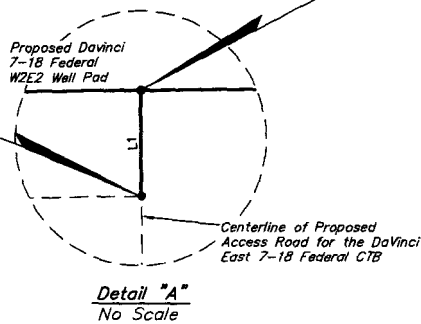 Proposed Davinci
7-18 Federal
W2E2 Well Pad
L1
Centerline of Proposed
Access Road for the DaVinci
East 7-18 Federal CTB
Detail "A"
No Scale